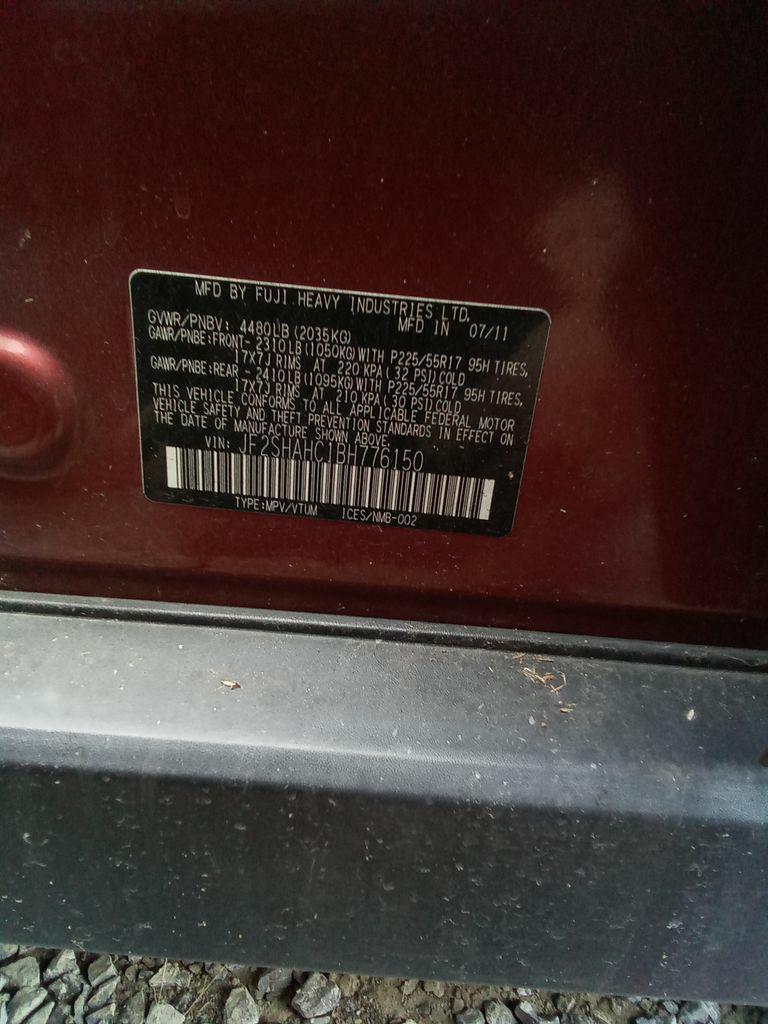 MFD BY FUJI HEAVY INDUSTRIES LTD.
GVWR/PNBV: 4480LB (2035KG) MFD IN 07/11
GAWR/PNBE:FRONT- 2310LB(1050KG)WITH P225/55R17 95H TIRES,
17X7J RIMS AT 220 KPA( 32 PSI)COLD
GAWR/PNBE:REAR - 2410LB(1095KG)WITH P225/55R17 95H TIRES,
17X7J RIMS AT 210 KPA( 30 PSI)COLD
THIS VEHICLE CONFORMS TO ALL APPLICABLE FEDERAL MOTOR
VEHICLE SAFETY AND THEFT PREVENTION STANDARDS IN EFFECT ON
THE DATE OF MANUFACTURE SHOWN ABOVE.
VIN: JF2SHAHC1BH776150
TYPE:MPV/VTUM ICES/NMB-002